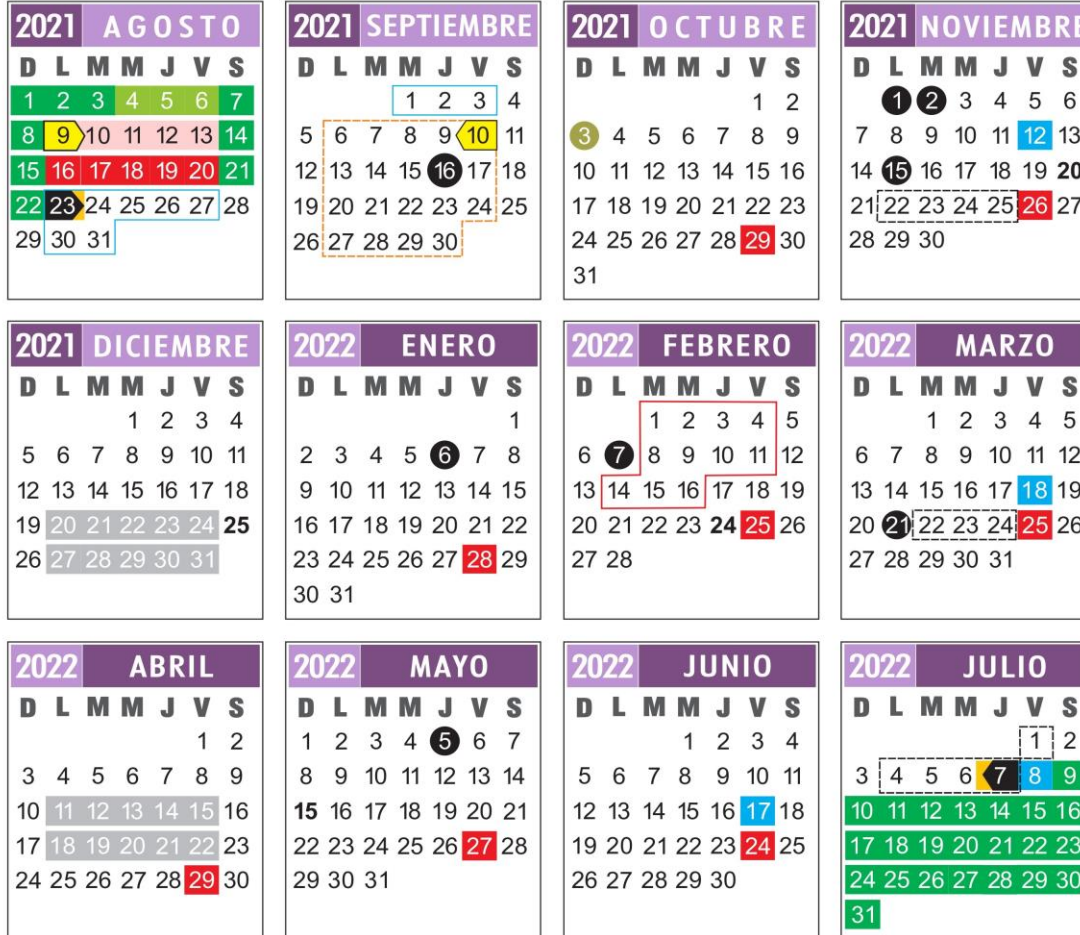 2021 AGOSTO
D L M M J V S
1 2 3 4 5 6 7
8 9 10 11 12 13 14
15 16 17 18 19 20 21
22 23 24 25 26 27 28
29 30 31
2021 SEPTIEMBRE
D L M M J V S
1 2 3 4
5 6 7 8 9 10 11
12 13 14 15 16 17 18
19 20 21 22 23 24 25
26 27 28 29 30
2021 OCTUBRE
D L M M J V S
1 2
3 4 5 6 7 8 9
10 11 12 13 14 15 16
17 18 19 20 21 22 23
24 25 26 27 28 29 30
31
2021 NOVIEMBRE
D L M M J V S
1 2 3 4 5 6
7 8 9 10 11 12 13
14 15 16 17 18 19 20
21 22 23 24 25 26 27
28 29 30
2021 DICIEMBRE
D L M M J V S
1 2 3 4
5 6 7 8 9 10 11
12 13 14 15 16 17 18
19 20 21 22 23 24 25
26 27 28 29 30 31
2022 ENERO
D L M M J V S
1
2 3 4 5 6 7 8
9 10 11 12 13 14 15
16 17 18 19 20 21 22
23 24 25 26 27 28 29
30 31
2022 FEBRERO
D L M M J V S
1 2 3 4 5
6 7 8 9 10 11 12
13 14 15 16 17 18 19
20 21 22 23 24 25 26
27 28
2022 MARZO
D L M M J V S
1 2 3 4 5
6 7 8 9 10 11 12
13 14 15 16 17 18 19
20 21 22 23 24 25 26
27 28 29 30 31
2022 ABRIL
D L M M J V S
1 2
3 4 5 6 7 8 9
10 11 12 13 14 15 16
17 18 19 20 21 22 23
24 25 26 27 28 29 30
2022 MAYO
D L M M J V S
1 2 3 4 5 6 7
8 9 10 11 12 13 14
15 16 17 18 19 20 21
22 23 24 25 26 27 28
29 30 31
2022 JUNIO
D L M M J V S
1 2 3 4
5 6 7 8 9 10 11
12 13 14 15 16 17 18
19 20 21 22 23 24 25
26 27 28 29 30
2022 JULIO
D L M M J V S
1 2
3 4 5 6 7 8 9
10 11 12 13 14 15 16
17 18 19 20 21 22 23
24 25 26 27 28 29 30
31